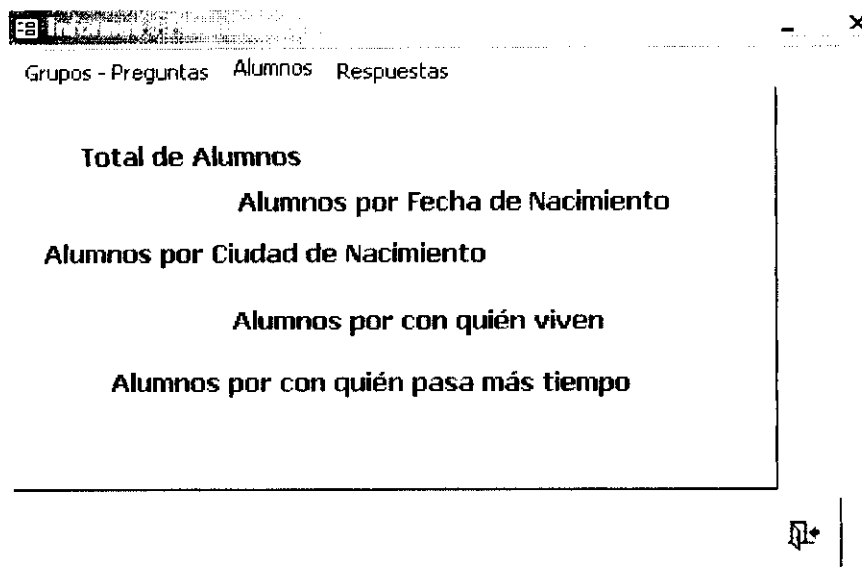 Grupos - Preguntas Alumnos Respuestas
Total de Alumnos
Alumnos por Fecha de Nacimiento
Alumnos por Ciudad de Nacimiento
Alumnos por con quién viven
Alumnos por con quién pasa más tiempo